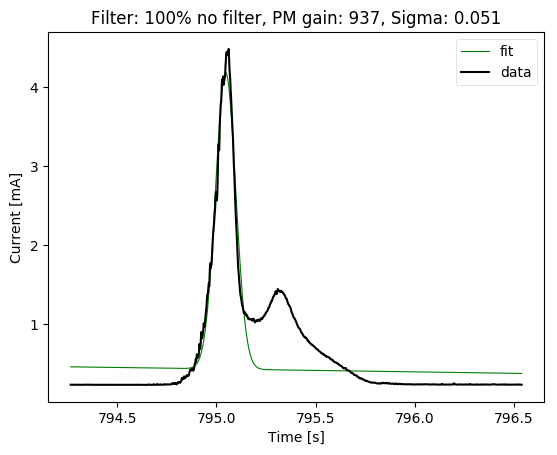 Filter: 100% no filter, PM gain: 937, Sigma: 0.051
fit
data
Current [mA]
4
3
2
1
794.5 795.0 795.5 796.0 796.5
Time [s]